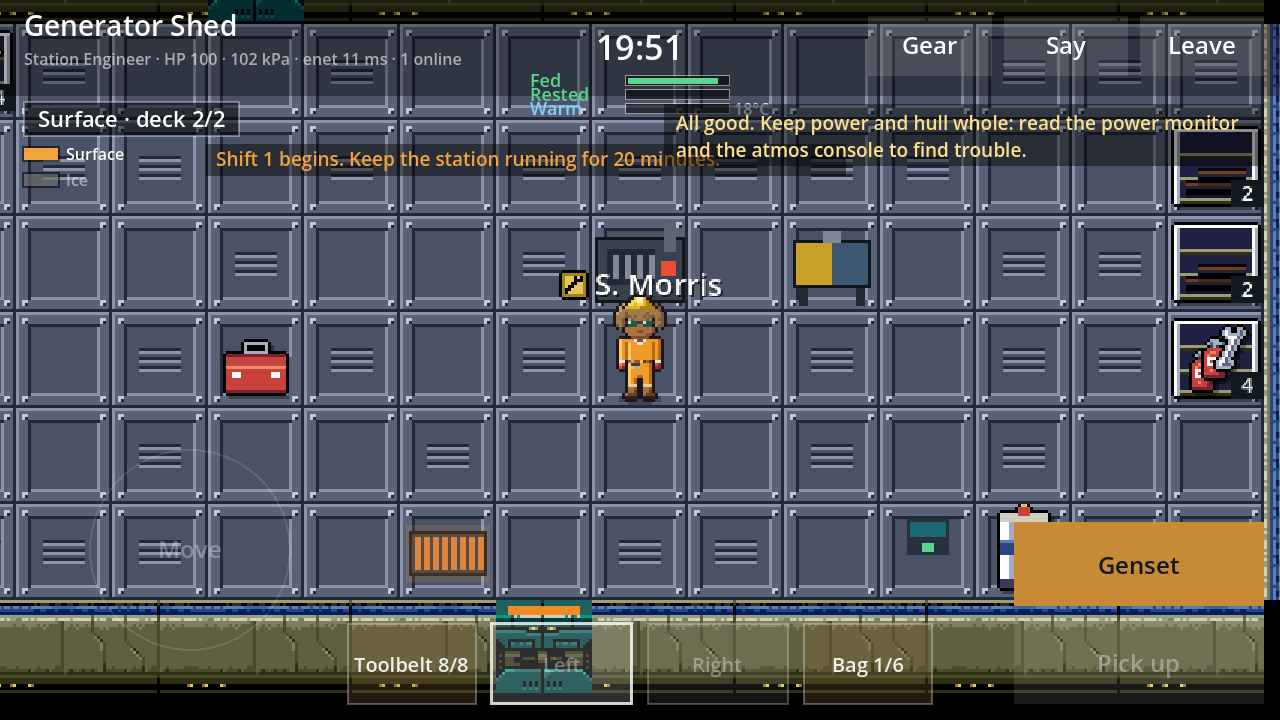 Generator Shed
Station Engineer · HP 100 · 102 kPa · enet 11 ms · 1 online
Surface · deck 2/2
Surface
Ice
19:51
Fed
Rested
Warm
18°C
Gear
Say
Leave
All good. Keep power and hull whole: read the power monitor
and the atmos console to find trouble.
Shift 1 begins. Keep the station running for 20 minutes.
2
2
4
S. Morris
Move
Genset
Toolbelt 8/8
Left
Right
Bag 1/6
Pick up